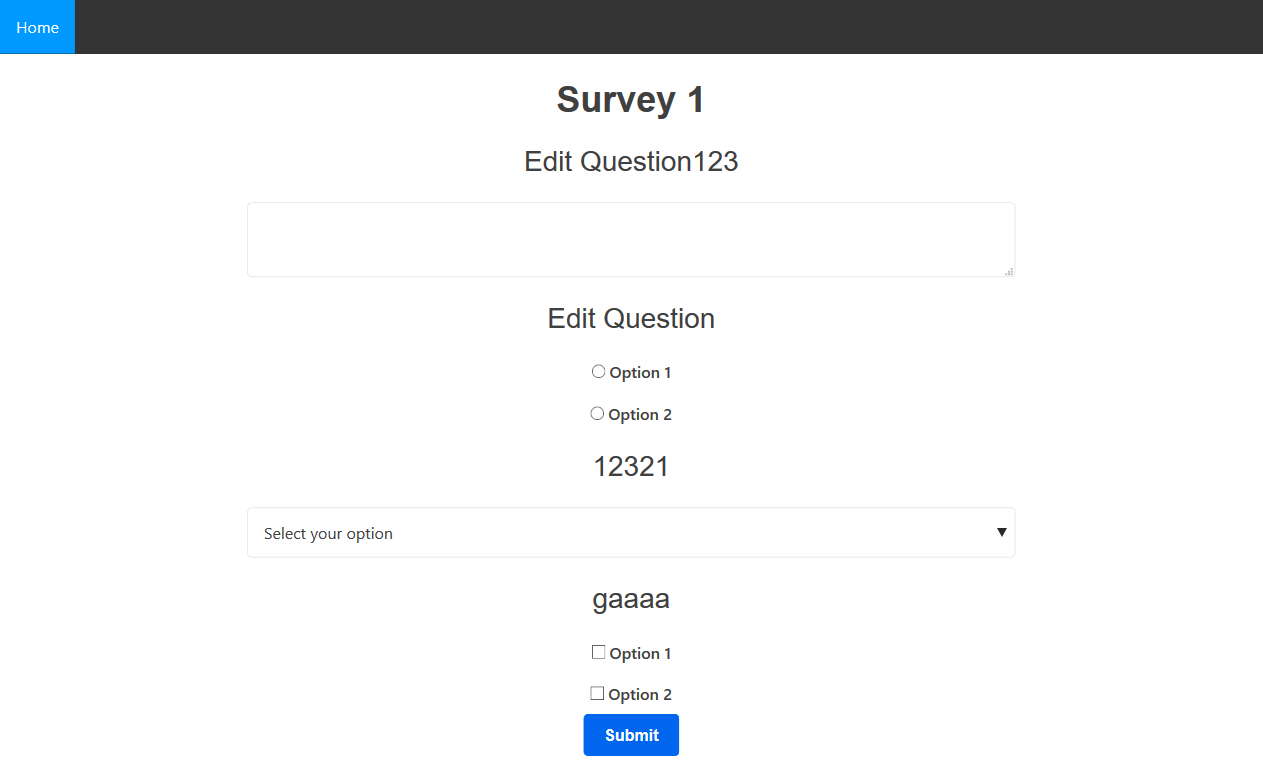 Home
Survey 1
Edit Question123
Edit Question
Option 1
Option 2
12321
Select your option
gaaaa
Option 1
Option 2
Submit